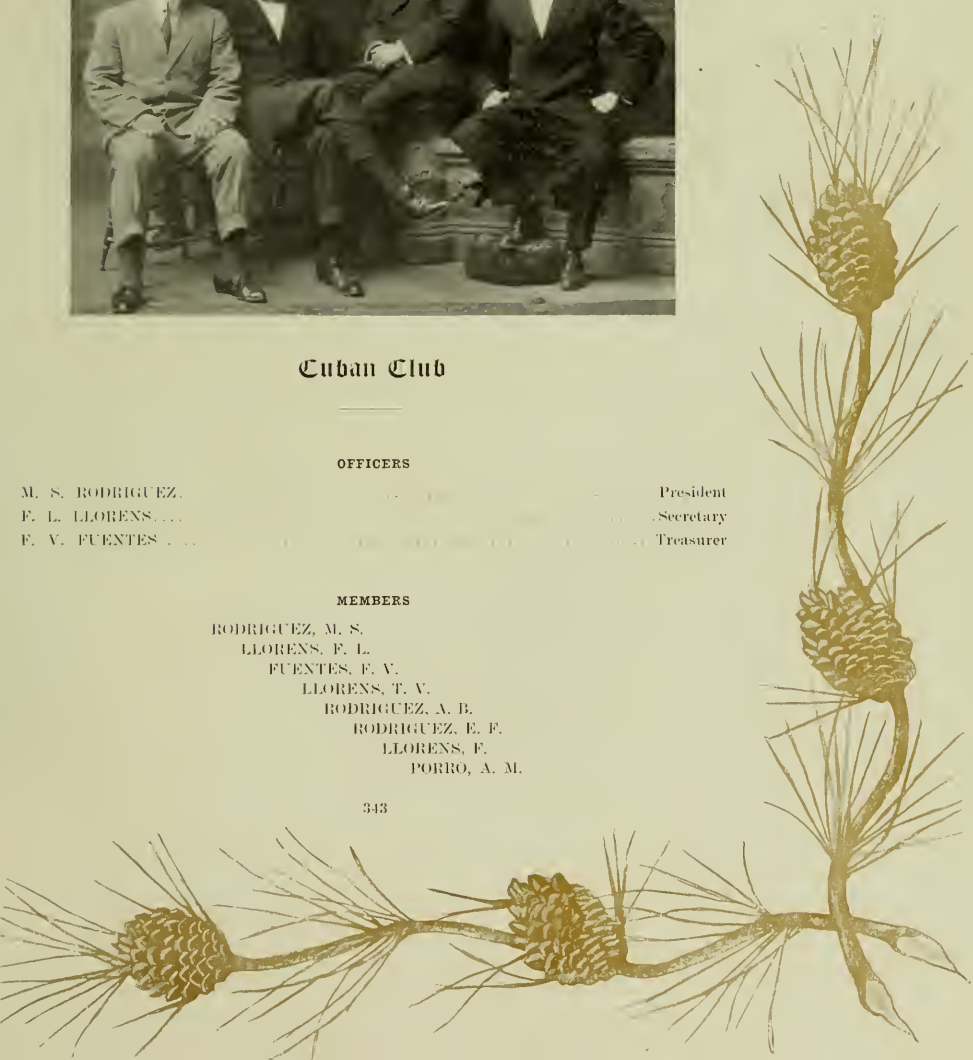 Cuban Club
OFFICERS
M. S. RODRIGUEZ. President
F. L. LLORENS.... .Secretary
F. V. FUENTES . ... Treasurer
MEMBERS
RODRIGUEZ, M. S.
LLORENS, F. L.
FUENTES, F. V.
LLORENS, T. V.
RODRIGUEZ, A. B.
RODRIGUEZ, E. F.
LLORENS, F.
PORRO, A. M.
343